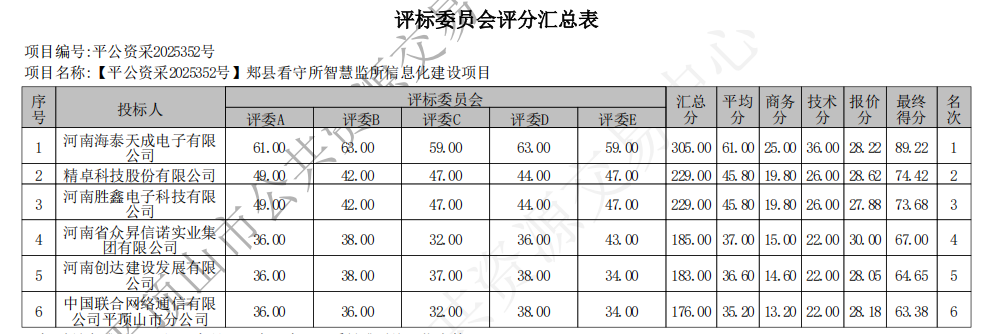 评标委员会评分汇总表
项目编号:平公资采2025352号
项目名称:【平公资采2025352号】郏县看守所智慧监所信息化建设项目
序号 投标人 评标委员会 汇总分 平均分 商务分 技术分 报价分 最终得分 名次
评委A 评委B 评委C 评委D 评委E
1 河南海泰天成电子有限公司 61.00 63.00 59.00 63.00 59.00 305.00 61.00 25.00 36.00 28.22 89.22 1
2 精卓科技股份有限公司 49.00 42.00 47.00 44.00 47.00 229.00 45.80 19.80 26.00 28.62 74.42 2
3 河南胜鑫电子科技有限公司 49.00 42.00 47.00 44.00 47.00 229.00 45.80 19.80 26.00 27.88 73.68 3
4 河南省众昇信诺实业集团有限公司 36.00 38.00 32.00 36.00 43.00 185.00 37.00 15.00 22.00 30.00 67.00 4
5 河南创达建设发展有限公司 36.00 38.00 37.00 38.00 34.00 183.00 36.60 14.60 22.00 28.05 64.65 5
6 中国联合网络通信有限公司平顶山市分公司 36.00 36.00 32.00 38.00 34.00 176.00 35.20 13.20 22.00 28.18 63.38 6
平顶山市公共资源交易中心